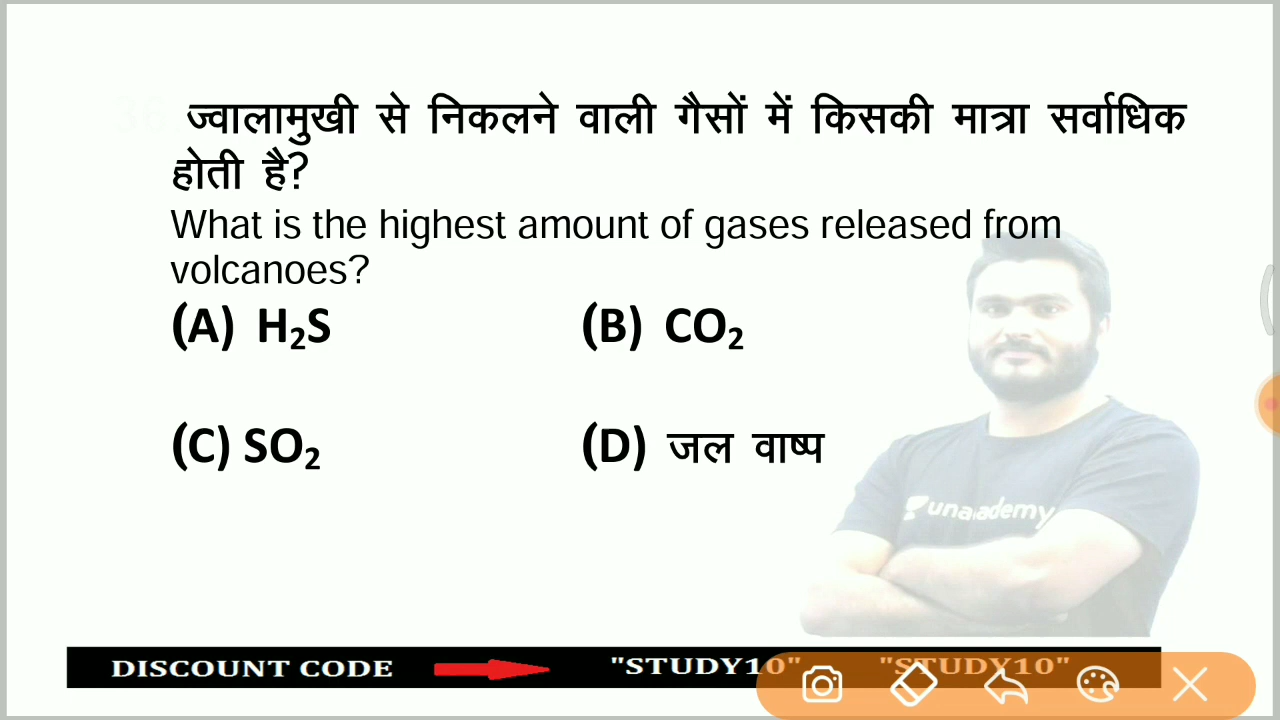 ज्वालामुखी से निकलने वाली गैसों में किसकी मात्रा सर्वाधिक
होती है?
What is the highest amount of gases released from
volcanoes?
(A) H₂S (B) CO₂
(C) SO₂ (D) जल वाष्प
unacademy
DISCOUNT CODE "STUDY10" "STUDY10"